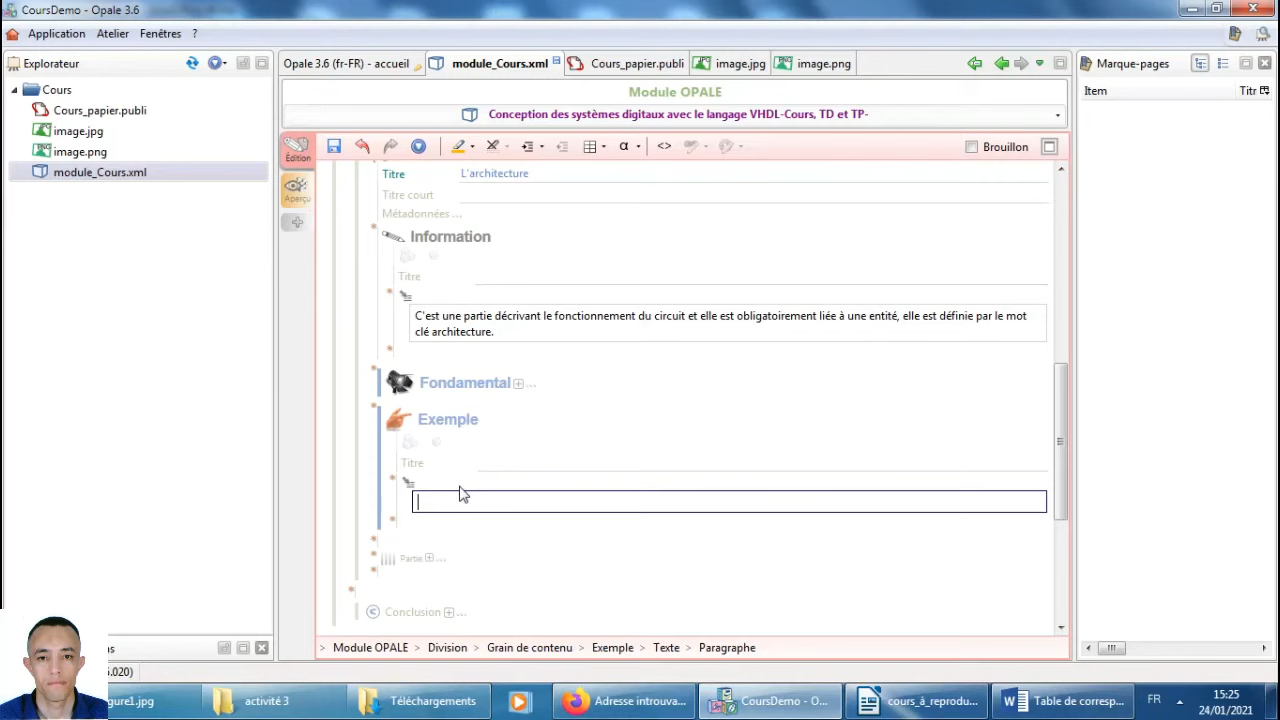 CoursDemo - Opale 3.6
Application Atelier Fenêtres ?
Explorateur
Opale 3.6 (fr-FR) - accueil module_Cours.xml Cours_papier.publi image.jpg image.png
Marque-pages
Cours
Cours_papier.publi
image.jpg
image.png
module_Cours.xml
Item Titr
Module OPALE
Conception des systèmes digitaux avec le langage VHDL-Cours, TD et TP-
Édition
Aperçu
α <> Brouillon
Titre L'architecture
Titre court
Métadonnées ...
Information
Titre
C'est une partie décrivant le fonctionnement du circuit et elle est obligatoirement liée à une entité, elle est définie par le mot
clé architecture.
Fondamental ...
Exemple
Titre
Partie ...
Conclusion ...
> Module OPALE > Division > Grain de contenu > Exemple > Texte > Paragraphe
ns
.020)
gure1.jpg activité 3 Téléchargements Adresse introuva... CoursDemo - O... cours_à_reprodu... Table de corresp... FR 15:25
24/01/2021